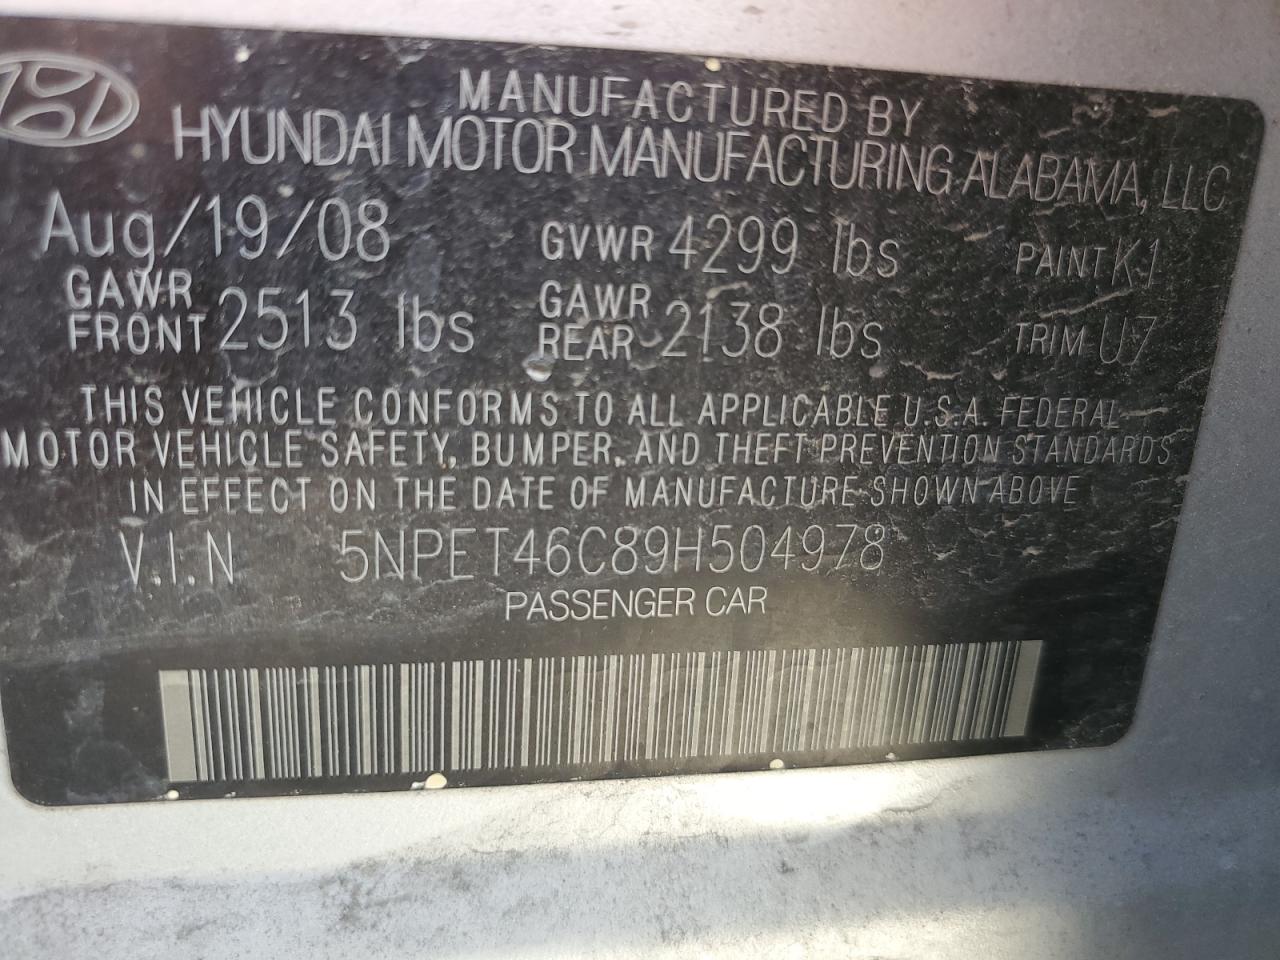 MANUFACTURED BY
HYUNDAI MOTOR MANUFACTURING ALABAMA, LLC
Aug/19/08 GVWR 4299 lbs PAINT K1
GAWR FRONT 2513 lbs GAWR REAR 2138 lbs TRIM U7
THIS VEHICLE CONFORMS TO ALL APPLICABLE U.S.A. FEDERAL
MOTOR VEHICLE SAFETY, BUMPER, AND THEFT PREVENTION STANDARDS
IN EFFECT ON THE DATE OF MANUFACTURE SHOWN ABOVE
V.I.N 5NPET46C89H504978
PASSENGER CAR